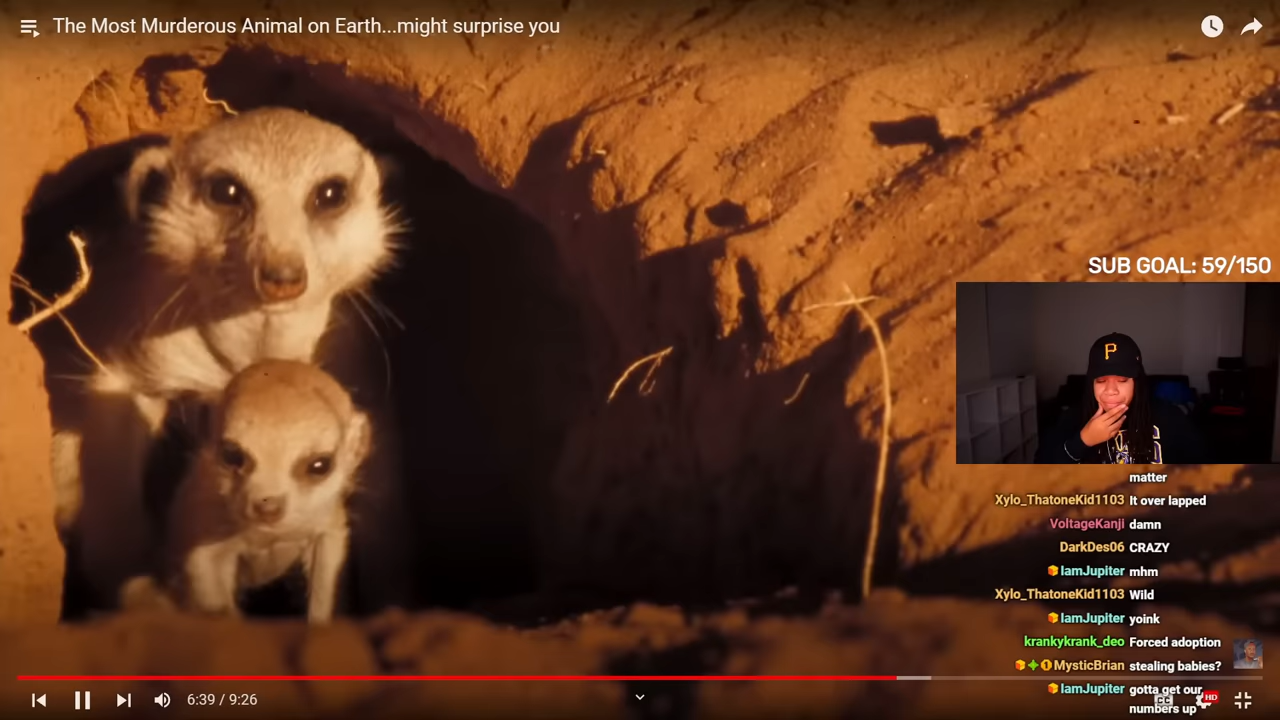 The Most Murderous Animal on Earth...might surprise you
SUB GOAL: 59/150
P
matter
Xylo_ThatoneKid1103 It over lapped
VoltageKanji damn
DarkDes06 CRAZY
IamJupiter mhm
Xylo_ThatoneKid1103 Wild
IamJupiter yoink
krankykrank_deo Forced adoption
MysticBrian stealing babies?
IamJupiter gotta get our
numbers up
6:39 / 9:26
CC
HD